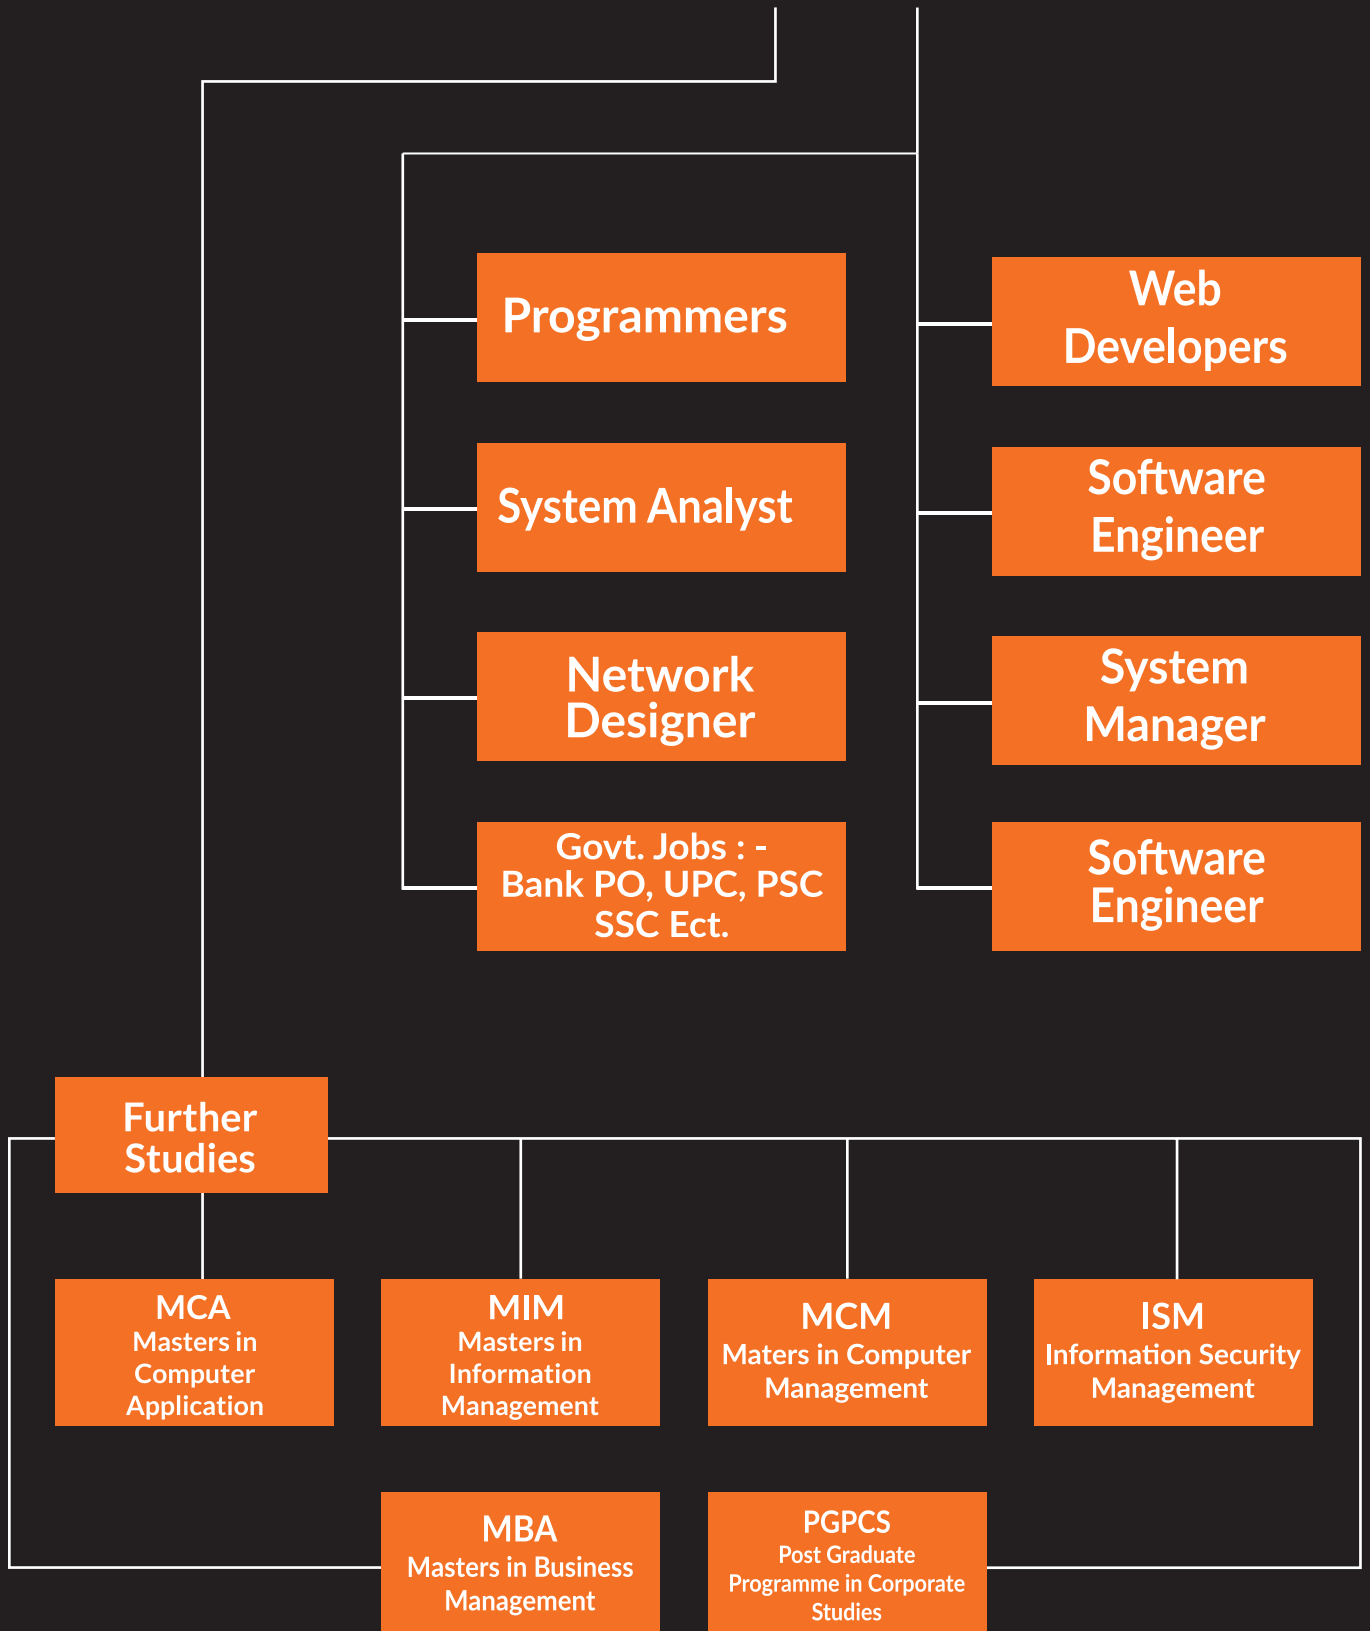 Programmers
Web
Developers
System Analyst
Software
Engineer
Network
Designer
System
Manager
Govt. Jobs : -
Bank PO, UPC, PSC
SSC Ect.
Software
Engineer
Further
Studies
MCA
Masters in
Computer
Application
MIM
Masters in
Information
Management
MCM
Maters in Computer
Management
ISM
Information Security
Management
MBA
Masters in Business
Management
PGPCS
Post Graduate
Programme in Corporate
Studies